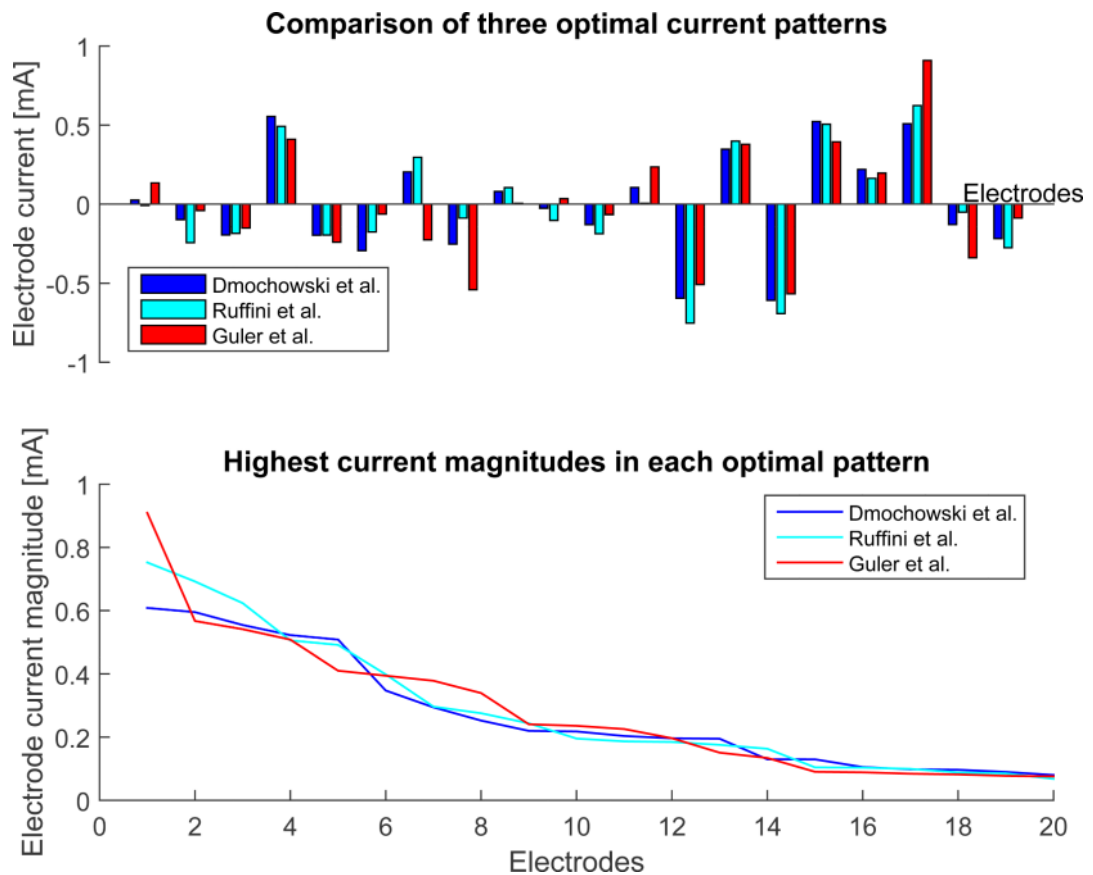 Comparison of three optimal current patterns
Electrode current [mA]
1
0.5
0
-0.5
-1
Electrodes
Dmochowski et al.
Ruffini et al.
Guler et al.
Highest current magnitudes in each optimal pattern
Electrode current magnitude [mA]
1
0.8
0.6
0.4
0.2
0
Dmochowski et al.
Ruffini et al.
Guler et al.
0 2 4 6 8 10 12 14 16 18 20
Electrodes